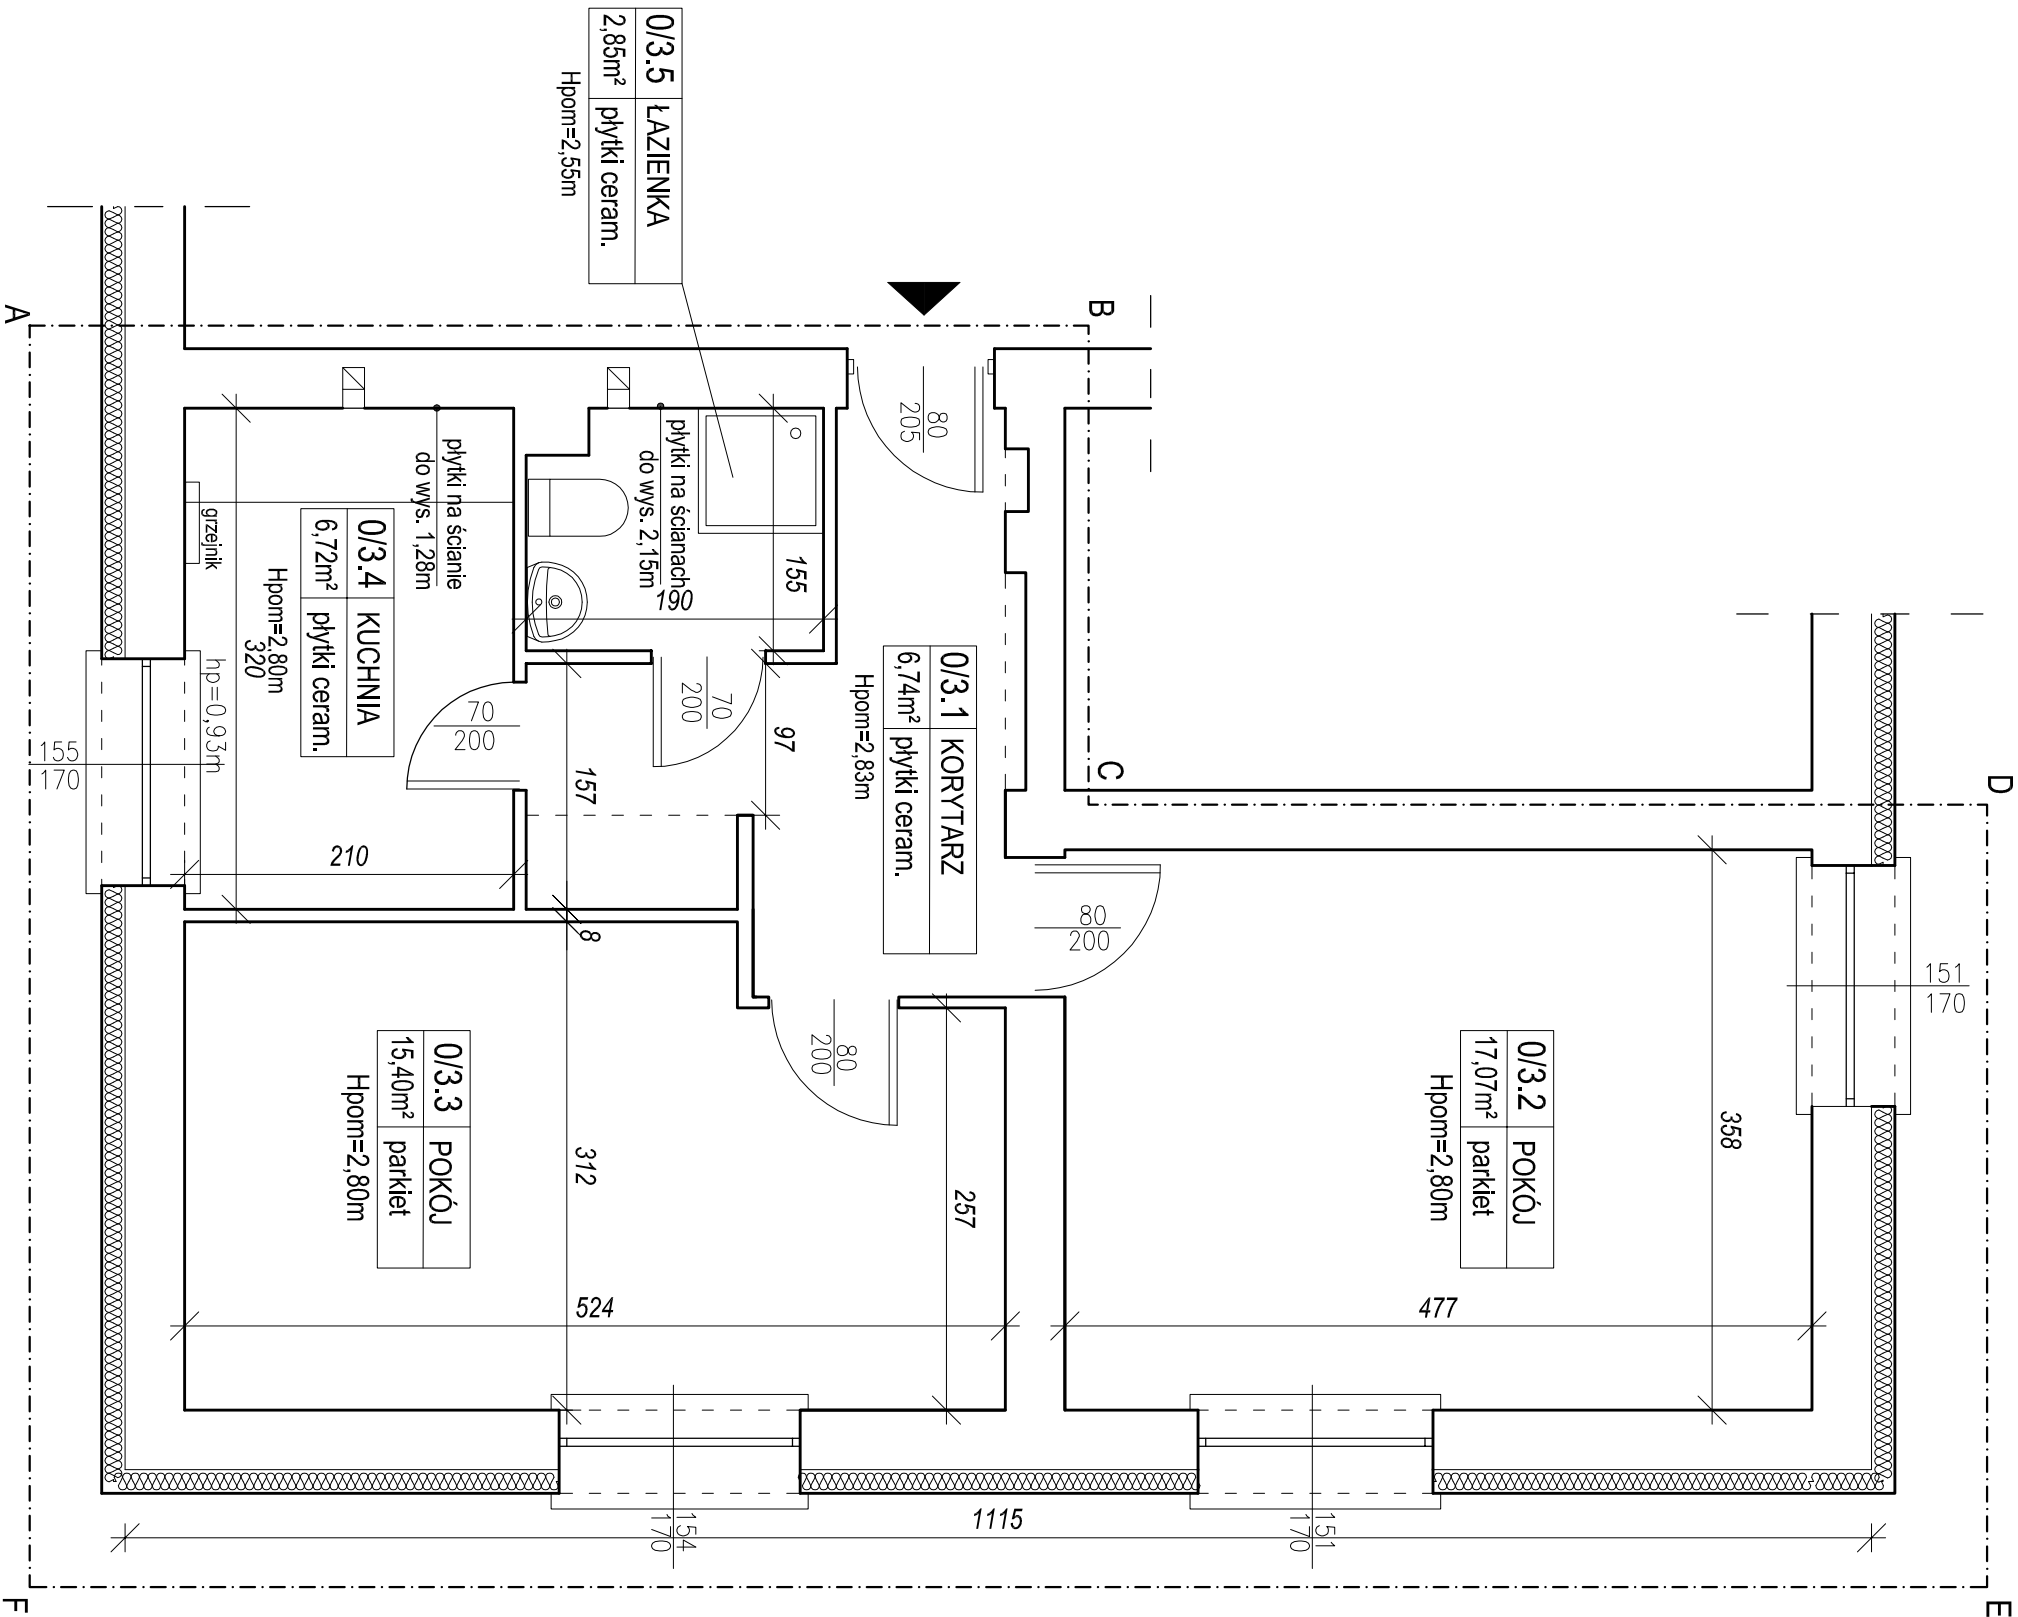 0/3.5 ŁAZIENKA
2,85m² płytki ceram.
Hpom=2,55m
A
B
C
D
E
F
80
205
płytki na ścianach
do wys. 2,15m
155
190
płytki na ścianie
do wys. 1,28m
grzejnik
0/3.4 KUCHNIA
6,72m² płytki ceram.
Hpom=2,80m
320
hp=0,93m
155
170
70
200
70
200
97
157
210
8
0/3.1 KORYTARZ
6,74m² płytki ceram.
Hpom=2,83m
80
200
80
200
151
170
0/3.2 POKÓJ
17,07m² parkiet
Hpom=2,80m
358
477
0/3.3 POKÓJ
15,40m² parkiet
Hpom=2,80m
312
257
524
154
170
151
170
1115